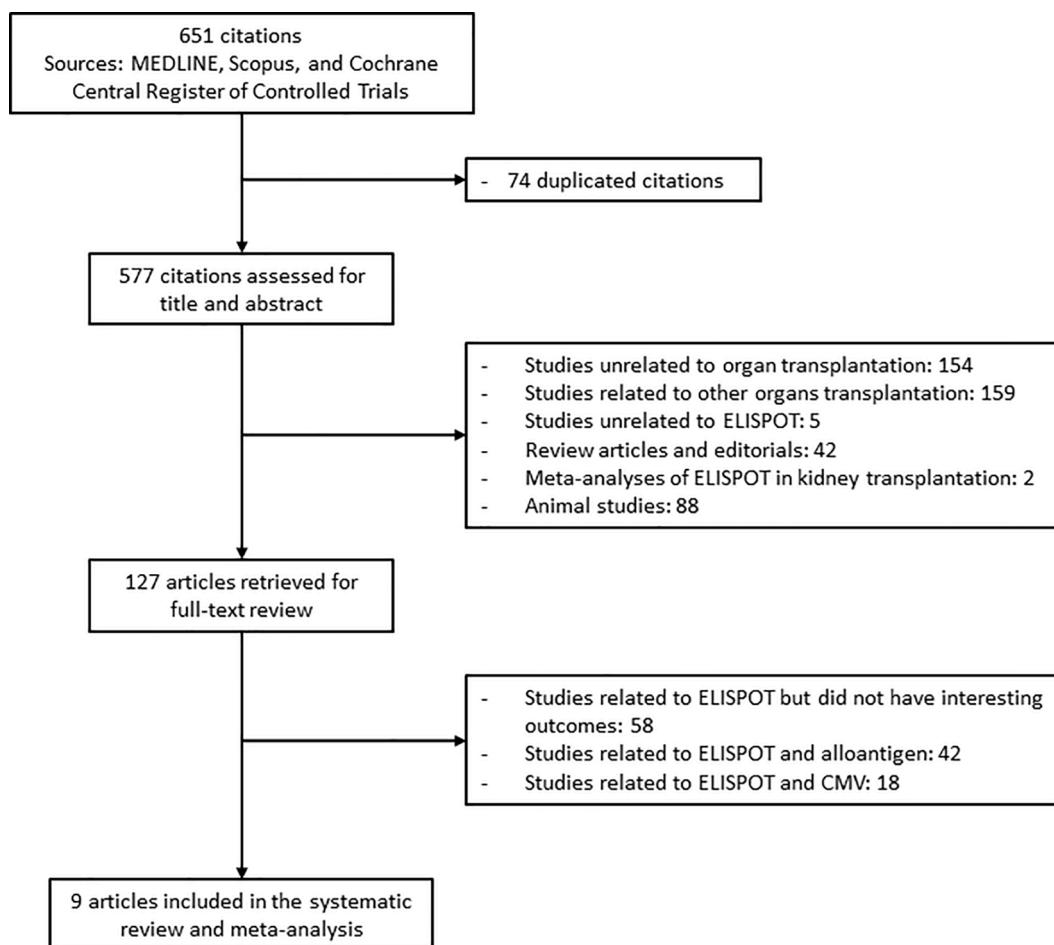 651 citations
Sources: MEDLINE, Scopus, and Cochrane
Central Register of Controlled Trials
- 74 duplicated citations
577 citations assessed for
title and abstract
- Studies unrelated to organ transplantation: 154
- Studies related to other organs transplantation: 159
- Studies unrelated to ELISPOT: 5
- Review articles and editorials: 42
- Meta-analyses of ELISPOT in kidney transplantation: 2
- Animal studies: 88
127 articles retrieved for
full-text review
- Studies related to ELISPOT but did not have interesting
outcomes: 58
- Studies related to ELISPOT and alloantigen: 42
- Studies related to ELISPOT and CMV: 18
9 articles included in the systematic
review and meta-analysis